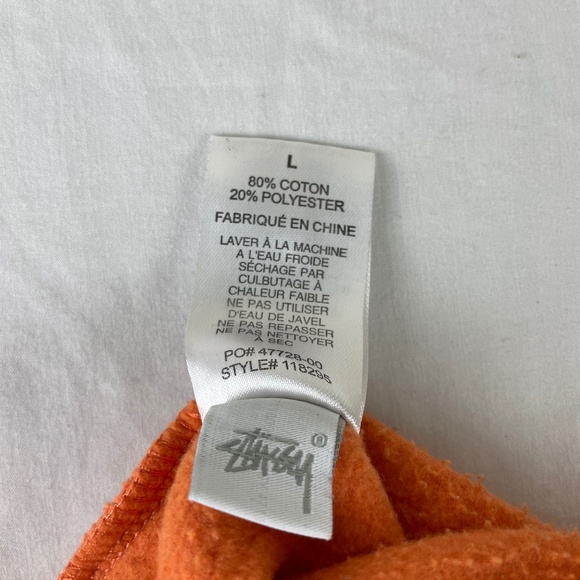 L
80% COTON
20% POLYESTER
FABRIQUÉ EN CHINE
LAVER À LA MACHINE
A L'EAU FROIDE
SÉCHAGE PAR
CULBUTAGE À
CHALEUR FAIBLE
NE PAS UTILISER
D'EAU DE JAVEL
NE PAS REPASSER
NE PAS NETTOYER
À SEC
PO# 47728-00
STYLE# 118295
Stüssy ®